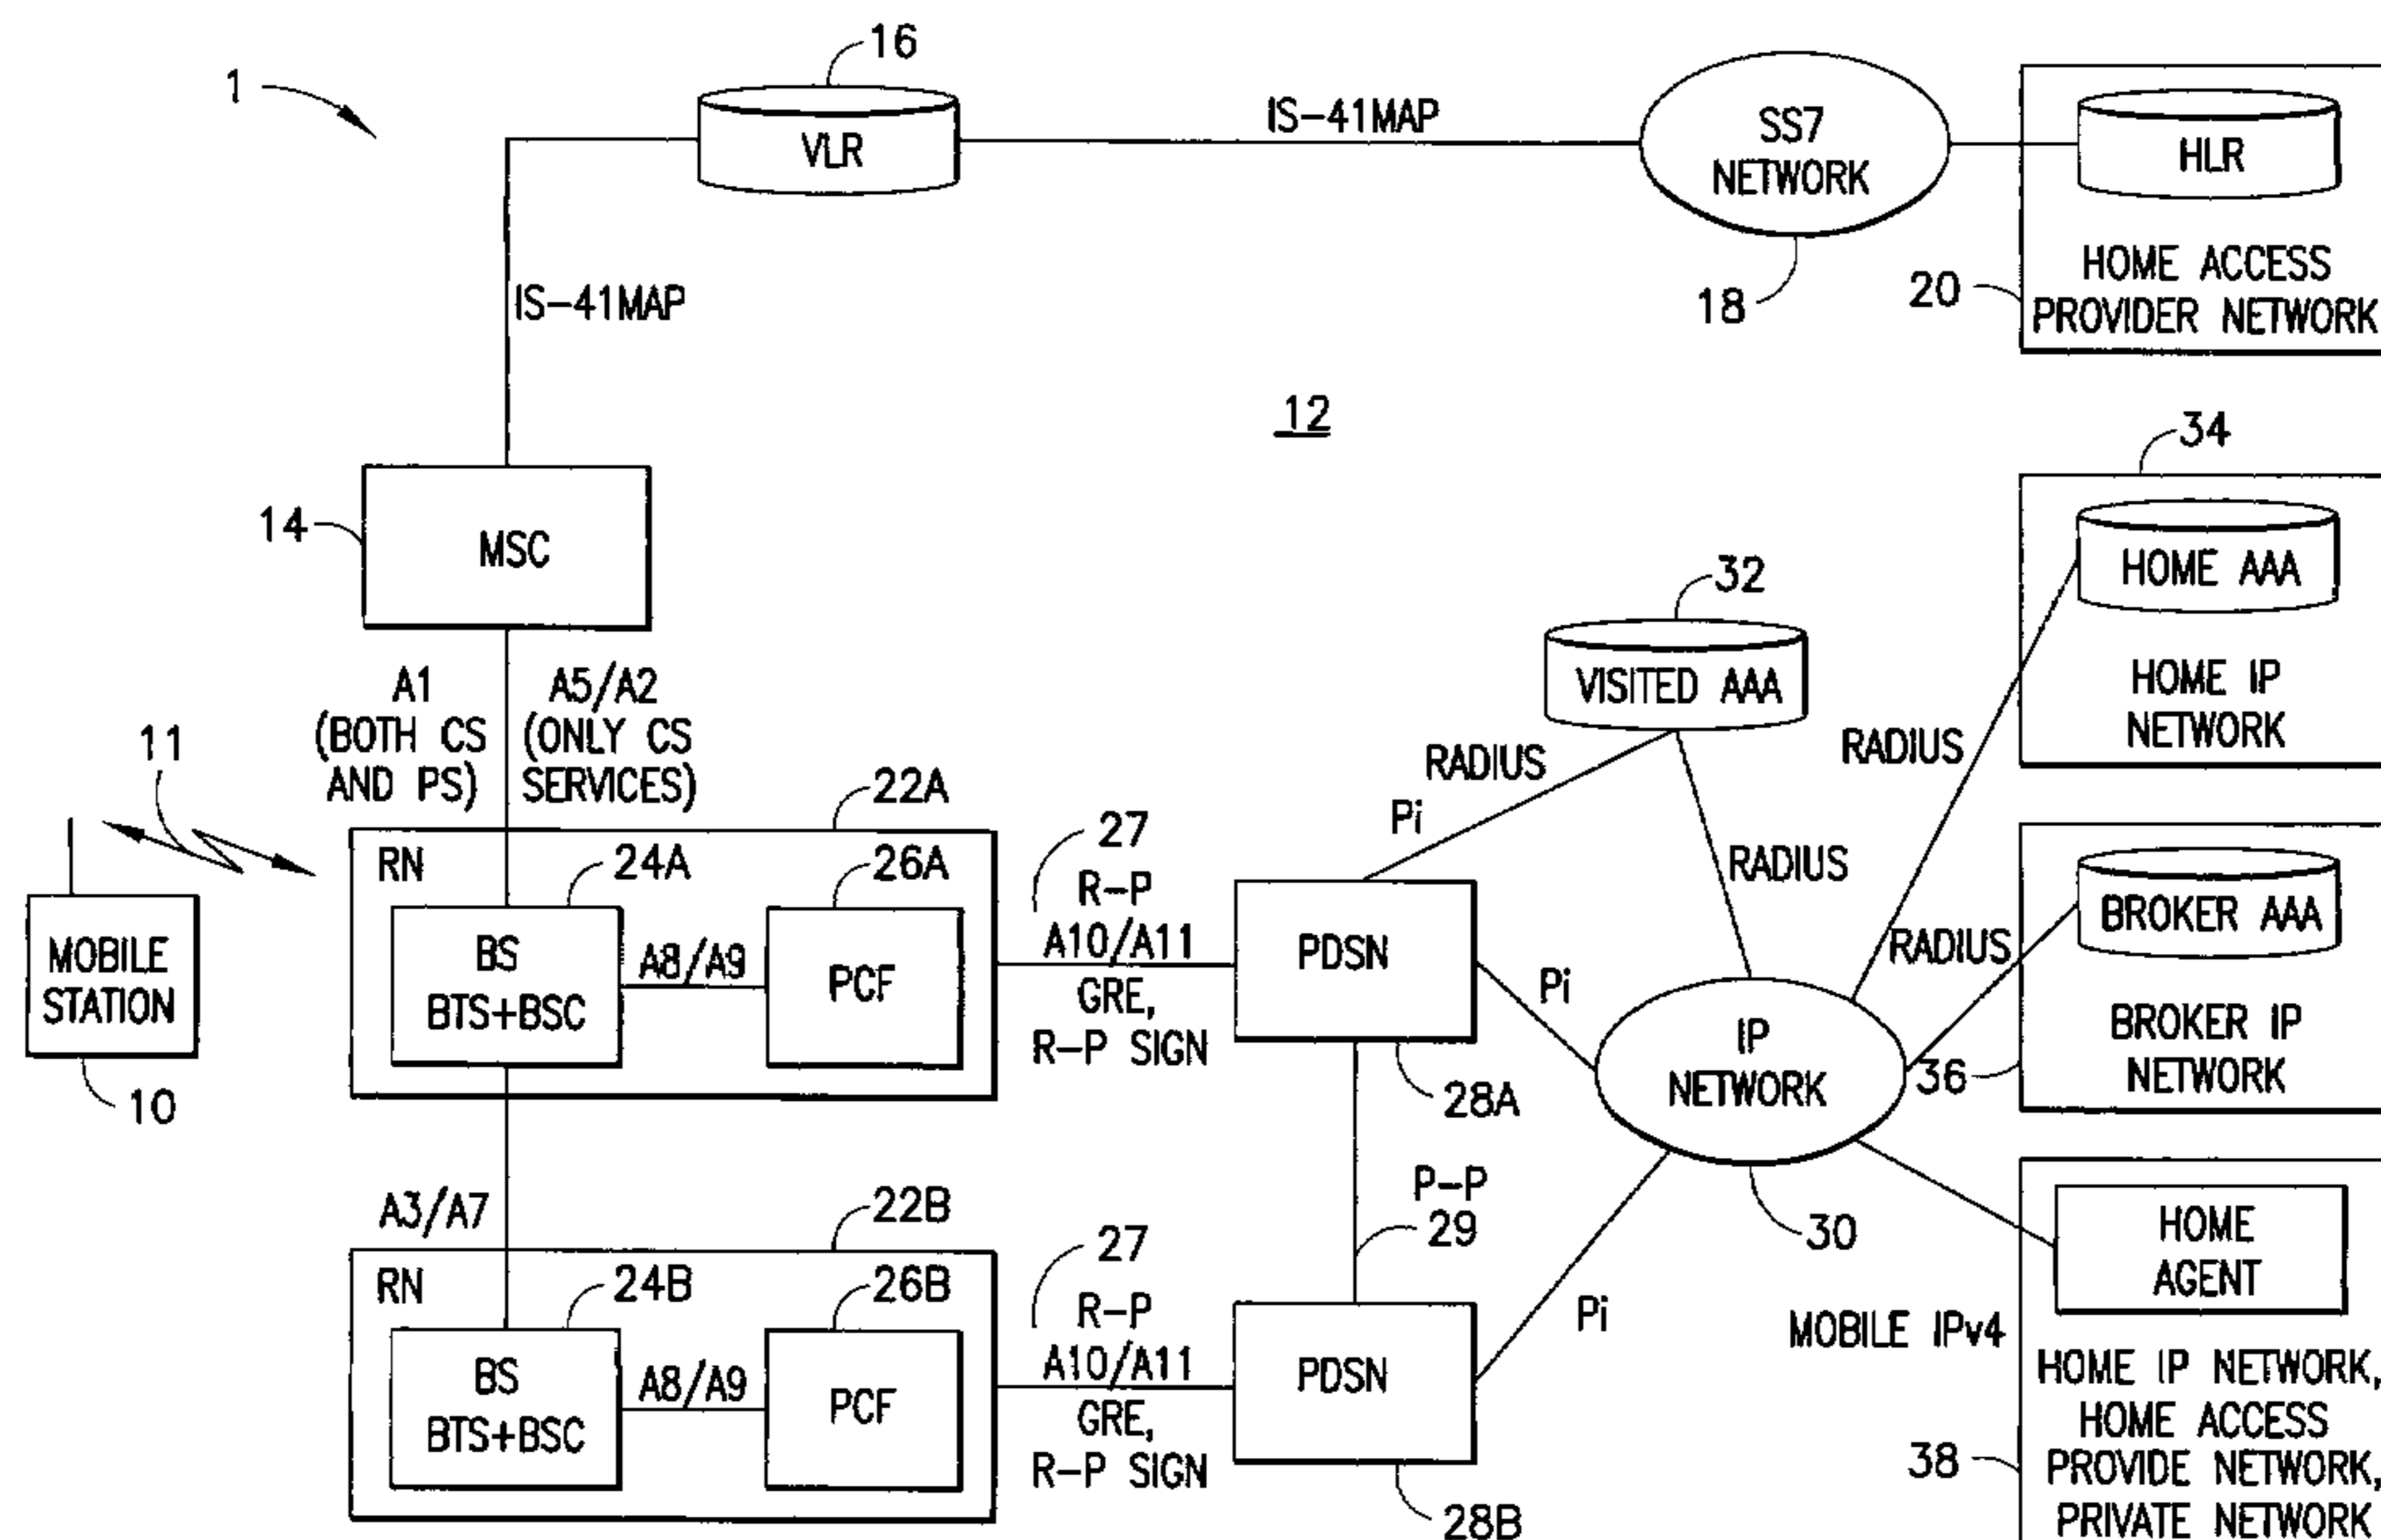 1
16
VLR
IS-41MAP
SS7
NETWORK
18
HLR
HOME ACCESS
PROVIDER NETWORK
20
IS-41MAP
12
14
MSC
34
HOME AAA
HOME IP
NETWORK
32
VISITED AAA
A1
(BOTH CS
AND PS)
A5/A2
(ONLY CS
SERVICES)
11
RADIUS
Pi
RADIUS
RADIUS
RADIUS
22A
RN
24A
26A
BS
BTS+BSC
A8/A9
PCF
27
R-P
A10/A11
GRE,
R-P SIGN
PDSN
28A
Pi
IP
NETWORK
30
BROKER AAA
BROKER IP
NETWORK
36
MOBILE
STATION
10
A3/A7
P-P
29
22B
RN
24B
26B
BS
BTS+BSC
A8/A9
PCF
27
R-P
A10/A11
GRE,
R-P SIGN
PDSN
28B
Pi
MOBILE IPv4
HOME
AGENT
HOME IP NETWORK,
HOME ACCESS
PROVIDE NETWORK,
PRIVATE NETWORK
38